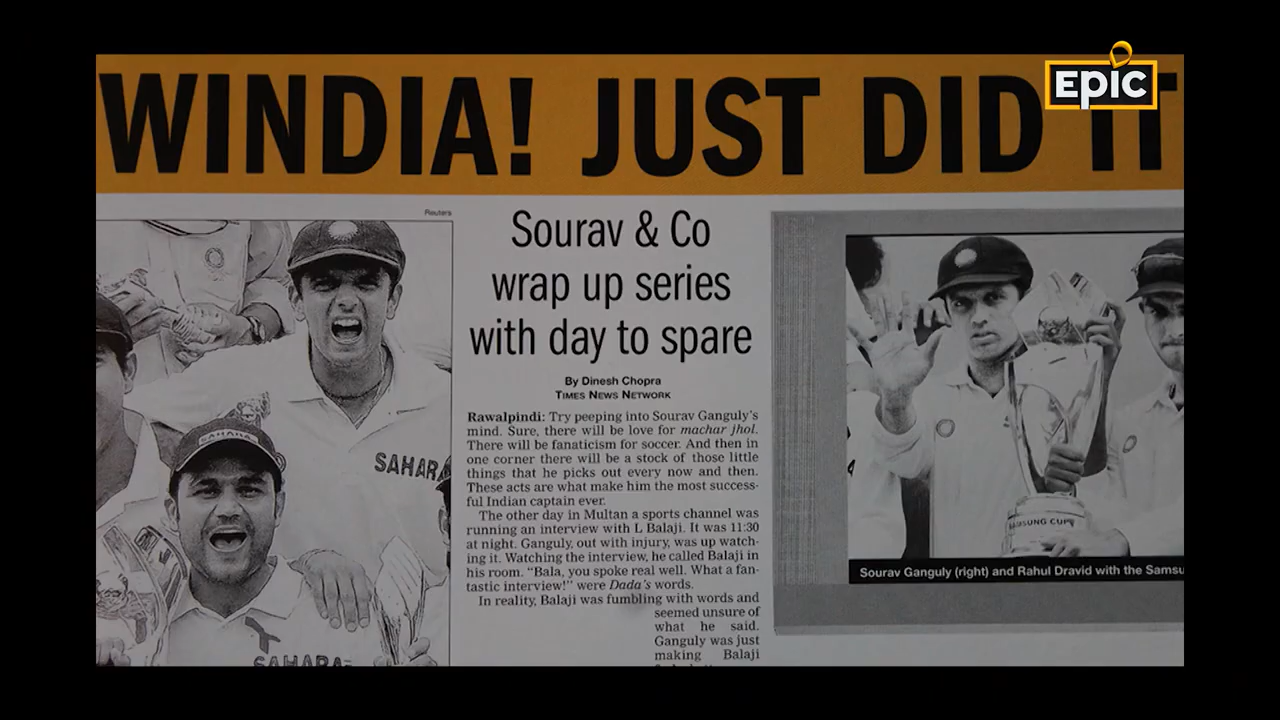 EPIC
WINDIA! JUST DID IT
Reuters
Sourav & Co
wrap up series
with day to spare
By Dinesh Chopra
TIMES NEWS NETWORK
Rawalpindi: Try peeping into Sourav Ganguly's
mind. Sure, there will be love for machar jhol.
There will be fanaticism for soccer. And then in
one corner there will be a stock of those little
things that he picks out every now and then.
These acts are what make him the most success-
ful Indian captain ever.
The other day in Multan a sports channel was
running an interview with L Balaji. It was 11:30
at night. Ganguly, out with injury, was up watch-
ing it. Watching the interview, he called Balaji in
his room. "Bala, you spoke real well. What a fan-
tastic interview!" were Dada's words.
In reality, Balaji was fumbling with words and
seemed unsure of
what he said.
Ganguly was just
making Balaji
SAHARA
SAHARA
SAHARA
SAMSUNG CUP
Sourav Ganguly (right) and Rahul Dravid with the Samsu